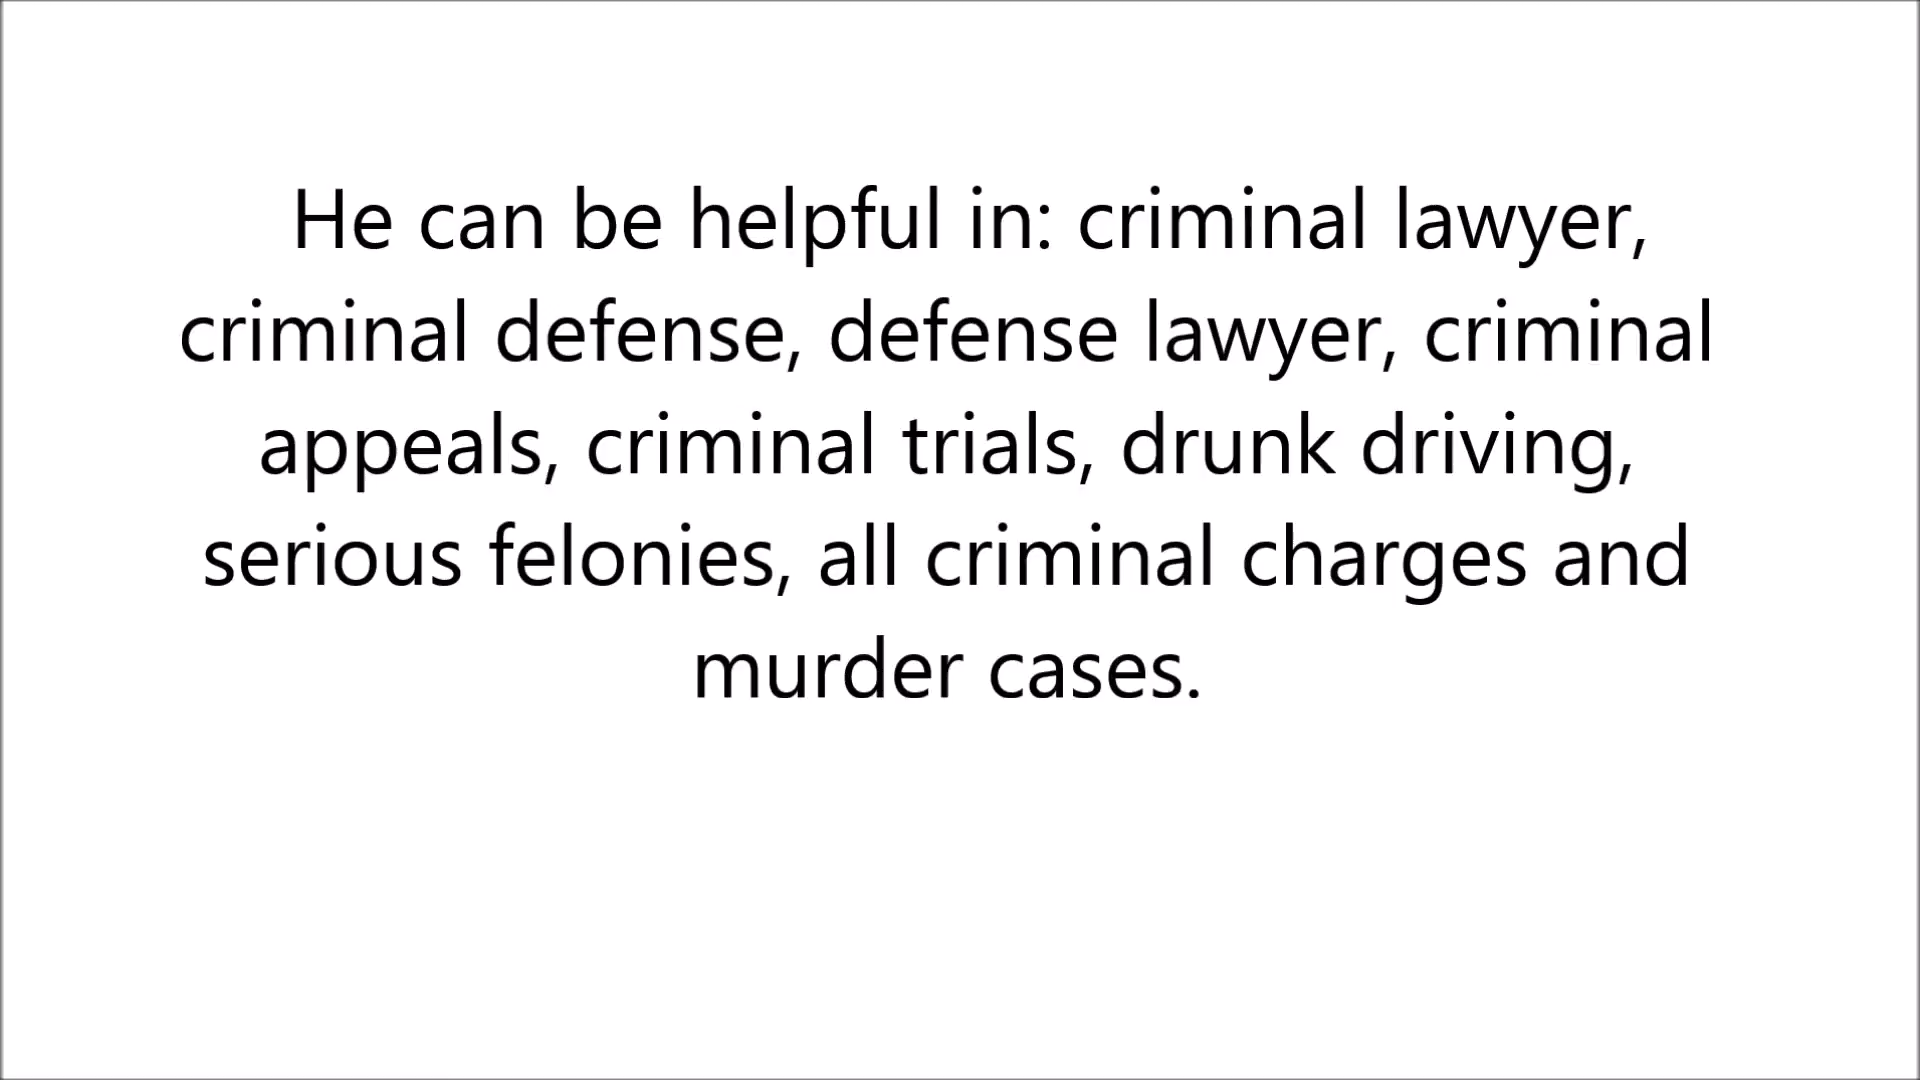 He can be helpful in: criminal lawyer,
criminal defense, defense lawyer, criminal
appeals, criminal trials, drunk driving,
serious felonies, all criminal charges and
murder cases.